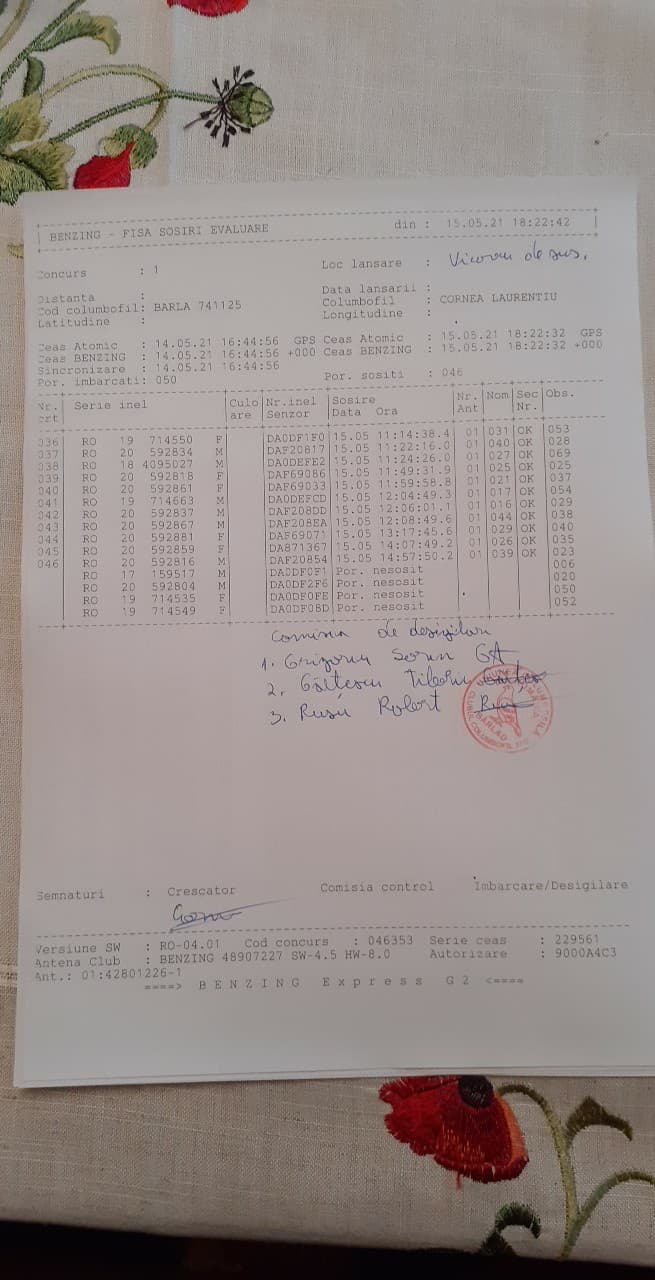 BENZING - FISA SOSIRI EVALUARE din : 15.05.21 18:22:42
Concurs : 1 Loc lansare : Vicovu de sus.
Distanta : Data lansarii :
Cod columbofil: BARLA 741125 Columbofil : CORNEA LAURENTIU
Latitudine : Longitudine :
Ceas Atomic : 14.05.21 16:44:56 GPS Ceas Atomic : 15.05.21 18:22:32 GPS
Ceas BENZING : 14.05.21 16:44:56 +000 Ceas BENZING : 15.05.21 18:22:32 +000
Sincronizare : 14.05.21 16:44:56
Por. imbarcati: 050 Por. sositi : 046
Nr. Serie inel Culo Nr.inel Sosire Nr. Nom Sec Obs.
crt are Senzor Data Ora Ant Nr.
036 RO 19 714550 F DA0DF1F0 15.05 11:14:38.4 01 031 OK 053
037 RO 20 592834 M DAF20817 15.05 11:22:16.0 01 040 OK 028
038 RO 18 4095027 M DA0DEFE2 15.05 11:24:26.0 01 027 OK 069
039 RO 20 592818 F DAF69086 15.05 11:49:31.9 01 025 OK 025
040 RO 20 592861 F DAF69033 15.05 11:59:58.8 01 021 OK 037
041 RO 19 714663 M DA0DEFCD 15.05 12:04:49.3 01 017 OK 054
042 RO 20 592837 M DAF208DD 15.05 12:06:01.1 01 016 OK 029
043 RO 20 592867 M DAF208EA 15.05 12:08:49.6 01 044 OK 038
044 RO 20 592881 F DAF69071 15.05 13:17:45.6 01 029 OK 040
045 RO 20 592859 F DA871367 15.05 14:07:49.2 01 026 OK 035
046 RO 20 592816 M DAF20854 15.05 14:57:50.2 01 039 OK 023
RO 17 159517 M DA0DF0F1 Por. nesosit 006
RO 20 592804 M DA0DF2F6 Por. nesosit 020
RO 19 714535 F DA0DF0FE Por. nesosit 050
RO 19 714549 F DA0DF08D Por. nesosit 052
Comisia de desigilare
1. Grigoruș Sorin GA
2. Tiberiu
3. Rusu Robert
BARLAD
Semnaturi : Crescator Comisia control Imbarcare/Desigilare
Versiune SW : RO-04.01 Cod concurs : 046353 Serie ceas : 229561
Antena Club : BENZING 48907227 SW-4.5 HW-8.0 Autorizare : 9000A4C3
Ant.: 01:42801226-1
====> B E N Z I N G E x p r e s s G 2 <====